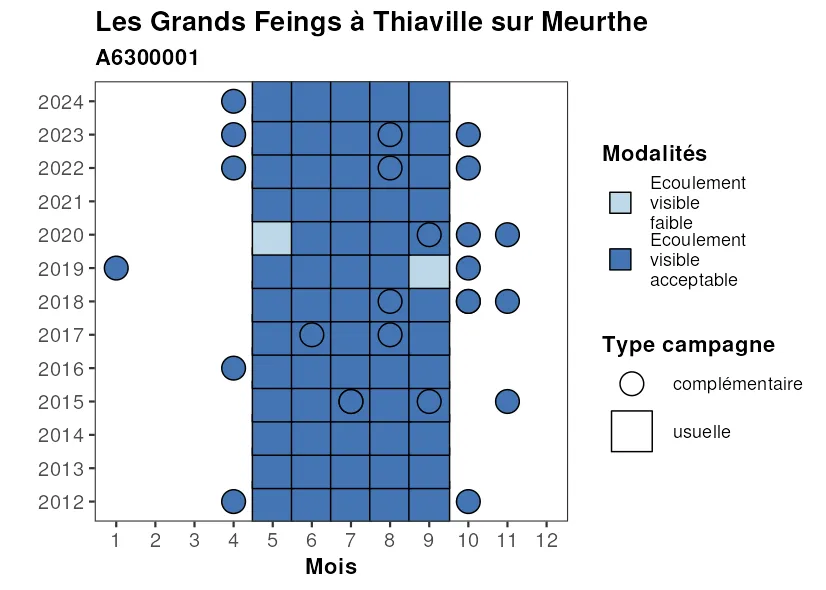 Les Grands Feings à Thiaville sur Meurthe
A6300001
2024
2023
2022
2021
2020
2019
2018
2017
2016
2015
2014
2013
2012
1 2 3 4 5 6 7 8 9 10 11 12
Mois
Modalités
Ecoulement
visible
faible
Ecoulement
visible
acceptable
Type campagne
complémentaire
usuelle